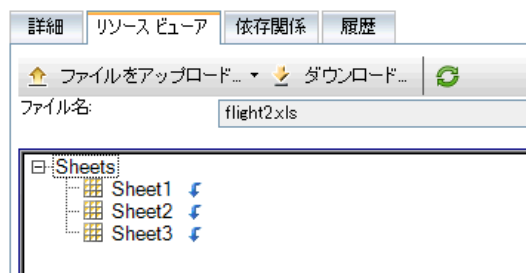 詳細 リソース ビューア 依存関係 履歴
ファイルをアップロード... ダウンロード...
ファイル名: flight2.xls
Sheets
Sheet1
Sheet2
Sheet3